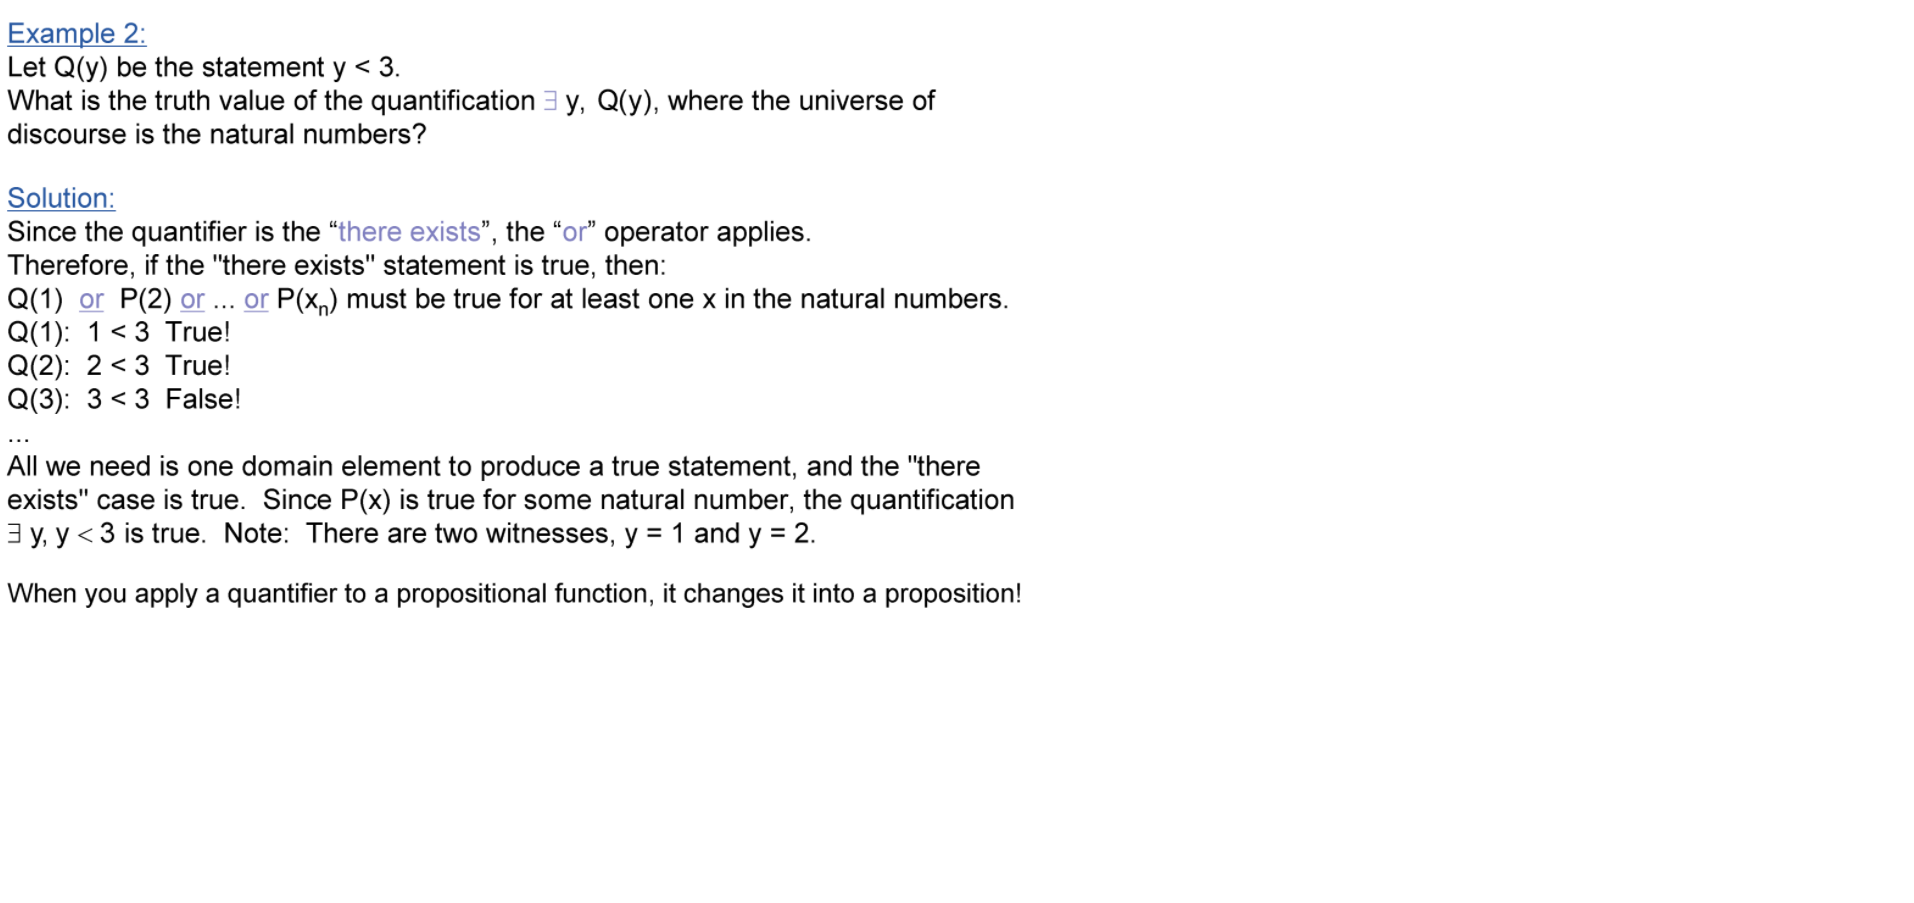 Example 2:
Let Q(y) be the statement y < 3.
What is the truth value of the quantification ∃ y, Q(y), where the universe of
discourse is the natural numbers?
Solution:
Since the quantifier is the “there exists”, the “or” operator applies.
Therefore, if the "there exists" statement is true, then:
Q(1) or P(2) or ... or P(xₙ) must be true for at least one x in the natural numbers.
Q(1): 1 < 3 True!
Q(2): 2 < 3 True!
Q(3): 3 < 3 False!
...
All we need is one domain element to produce a true statement, and the "there
exists" case is true. Since P(x) is true for some natural number, the quantification
∃ y, y < 3 is true. Note: There are two witnesses, y = 1 and y = 2.
When you apply a quantifier to a propositional function, it changes it into a proposition!